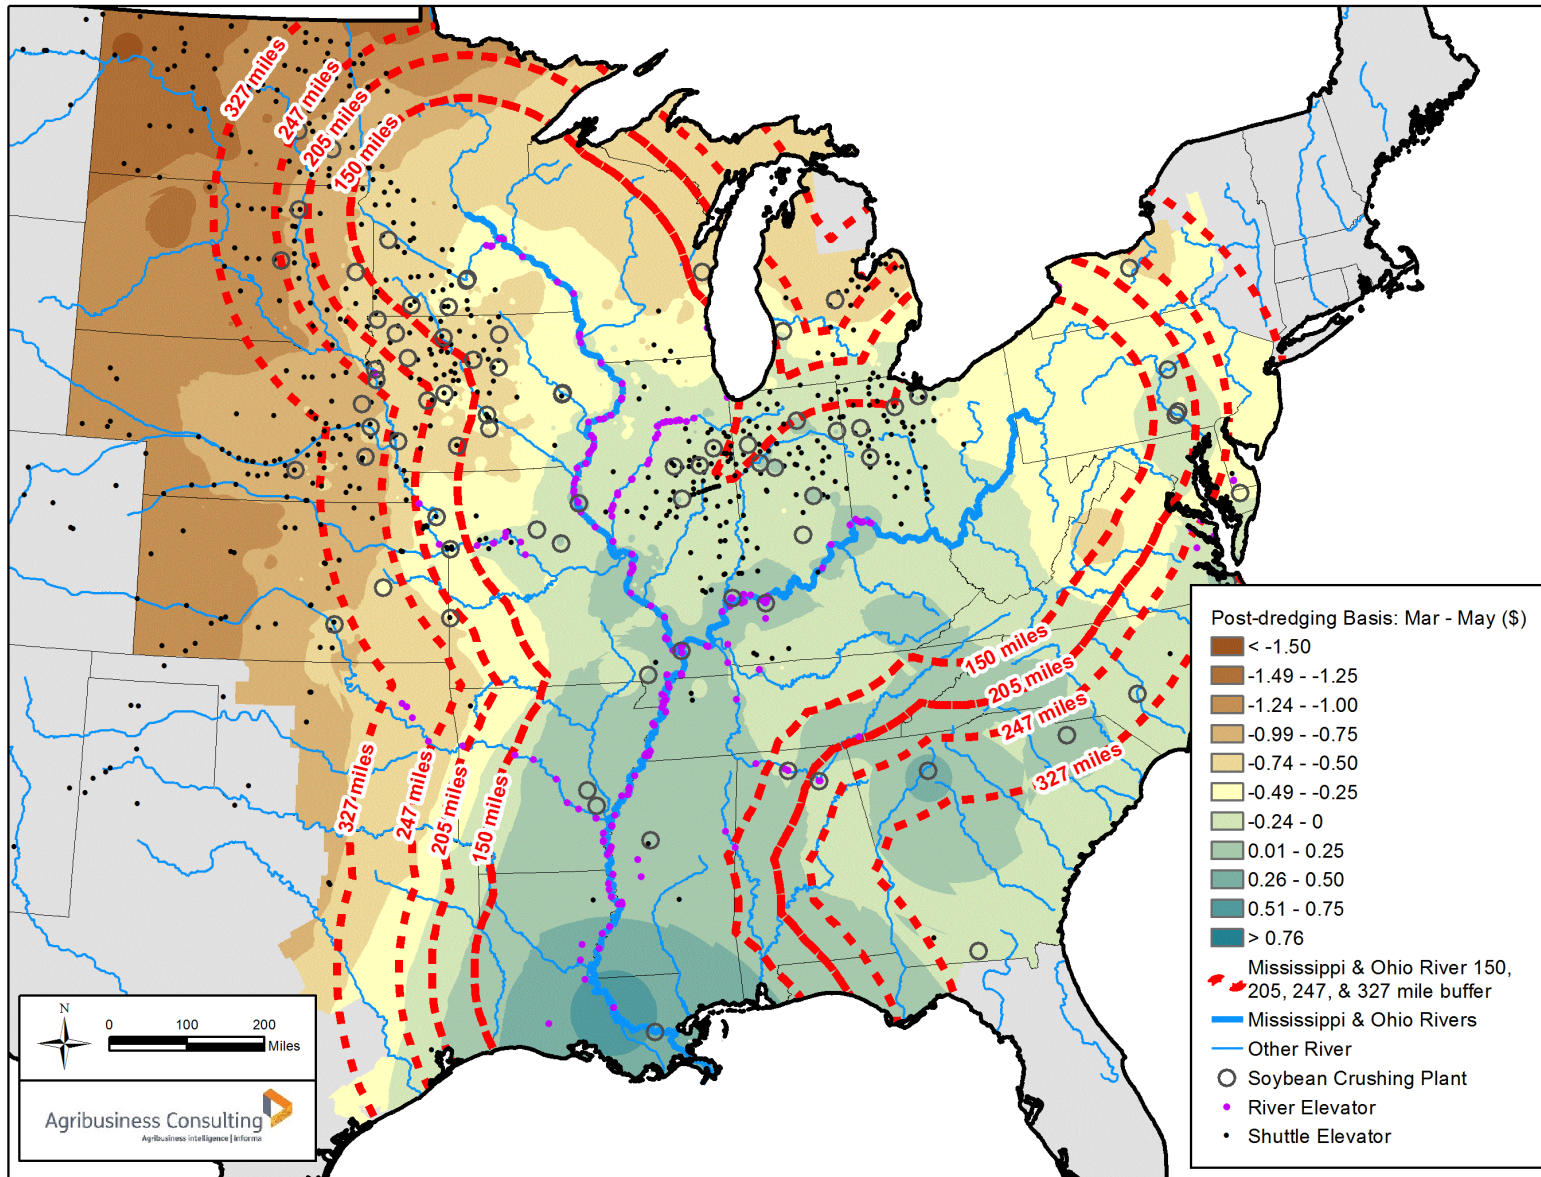 327 miles
247 miles
205 miles
150 miles
150 miles
205 miles
247 miles
327 miles
327 miles
247 miles
205 miles
150 miles
N
0 100 200
Miles
Agribusiness Consulting
Agribusiness intelligence | informa
Post-dredging Basis: Mar - May ($)
< -1.50
-1.49 - -1.25
-1.24 - -1.00
-0.99 - -0.75
-0.74 - -0.50
-0.49 - -0.25
-0.24 - 0
0.01 - 0.25
0.26 - 0.50
0.51 - 0.75
> 0.76
Mississippi & Ohio River 150,
205, 247, & 327 mile buffer
Mississippi & Ohio Rivers
Other River
Soybean Crushing Plant
River Elevator
Shuttle Elevator